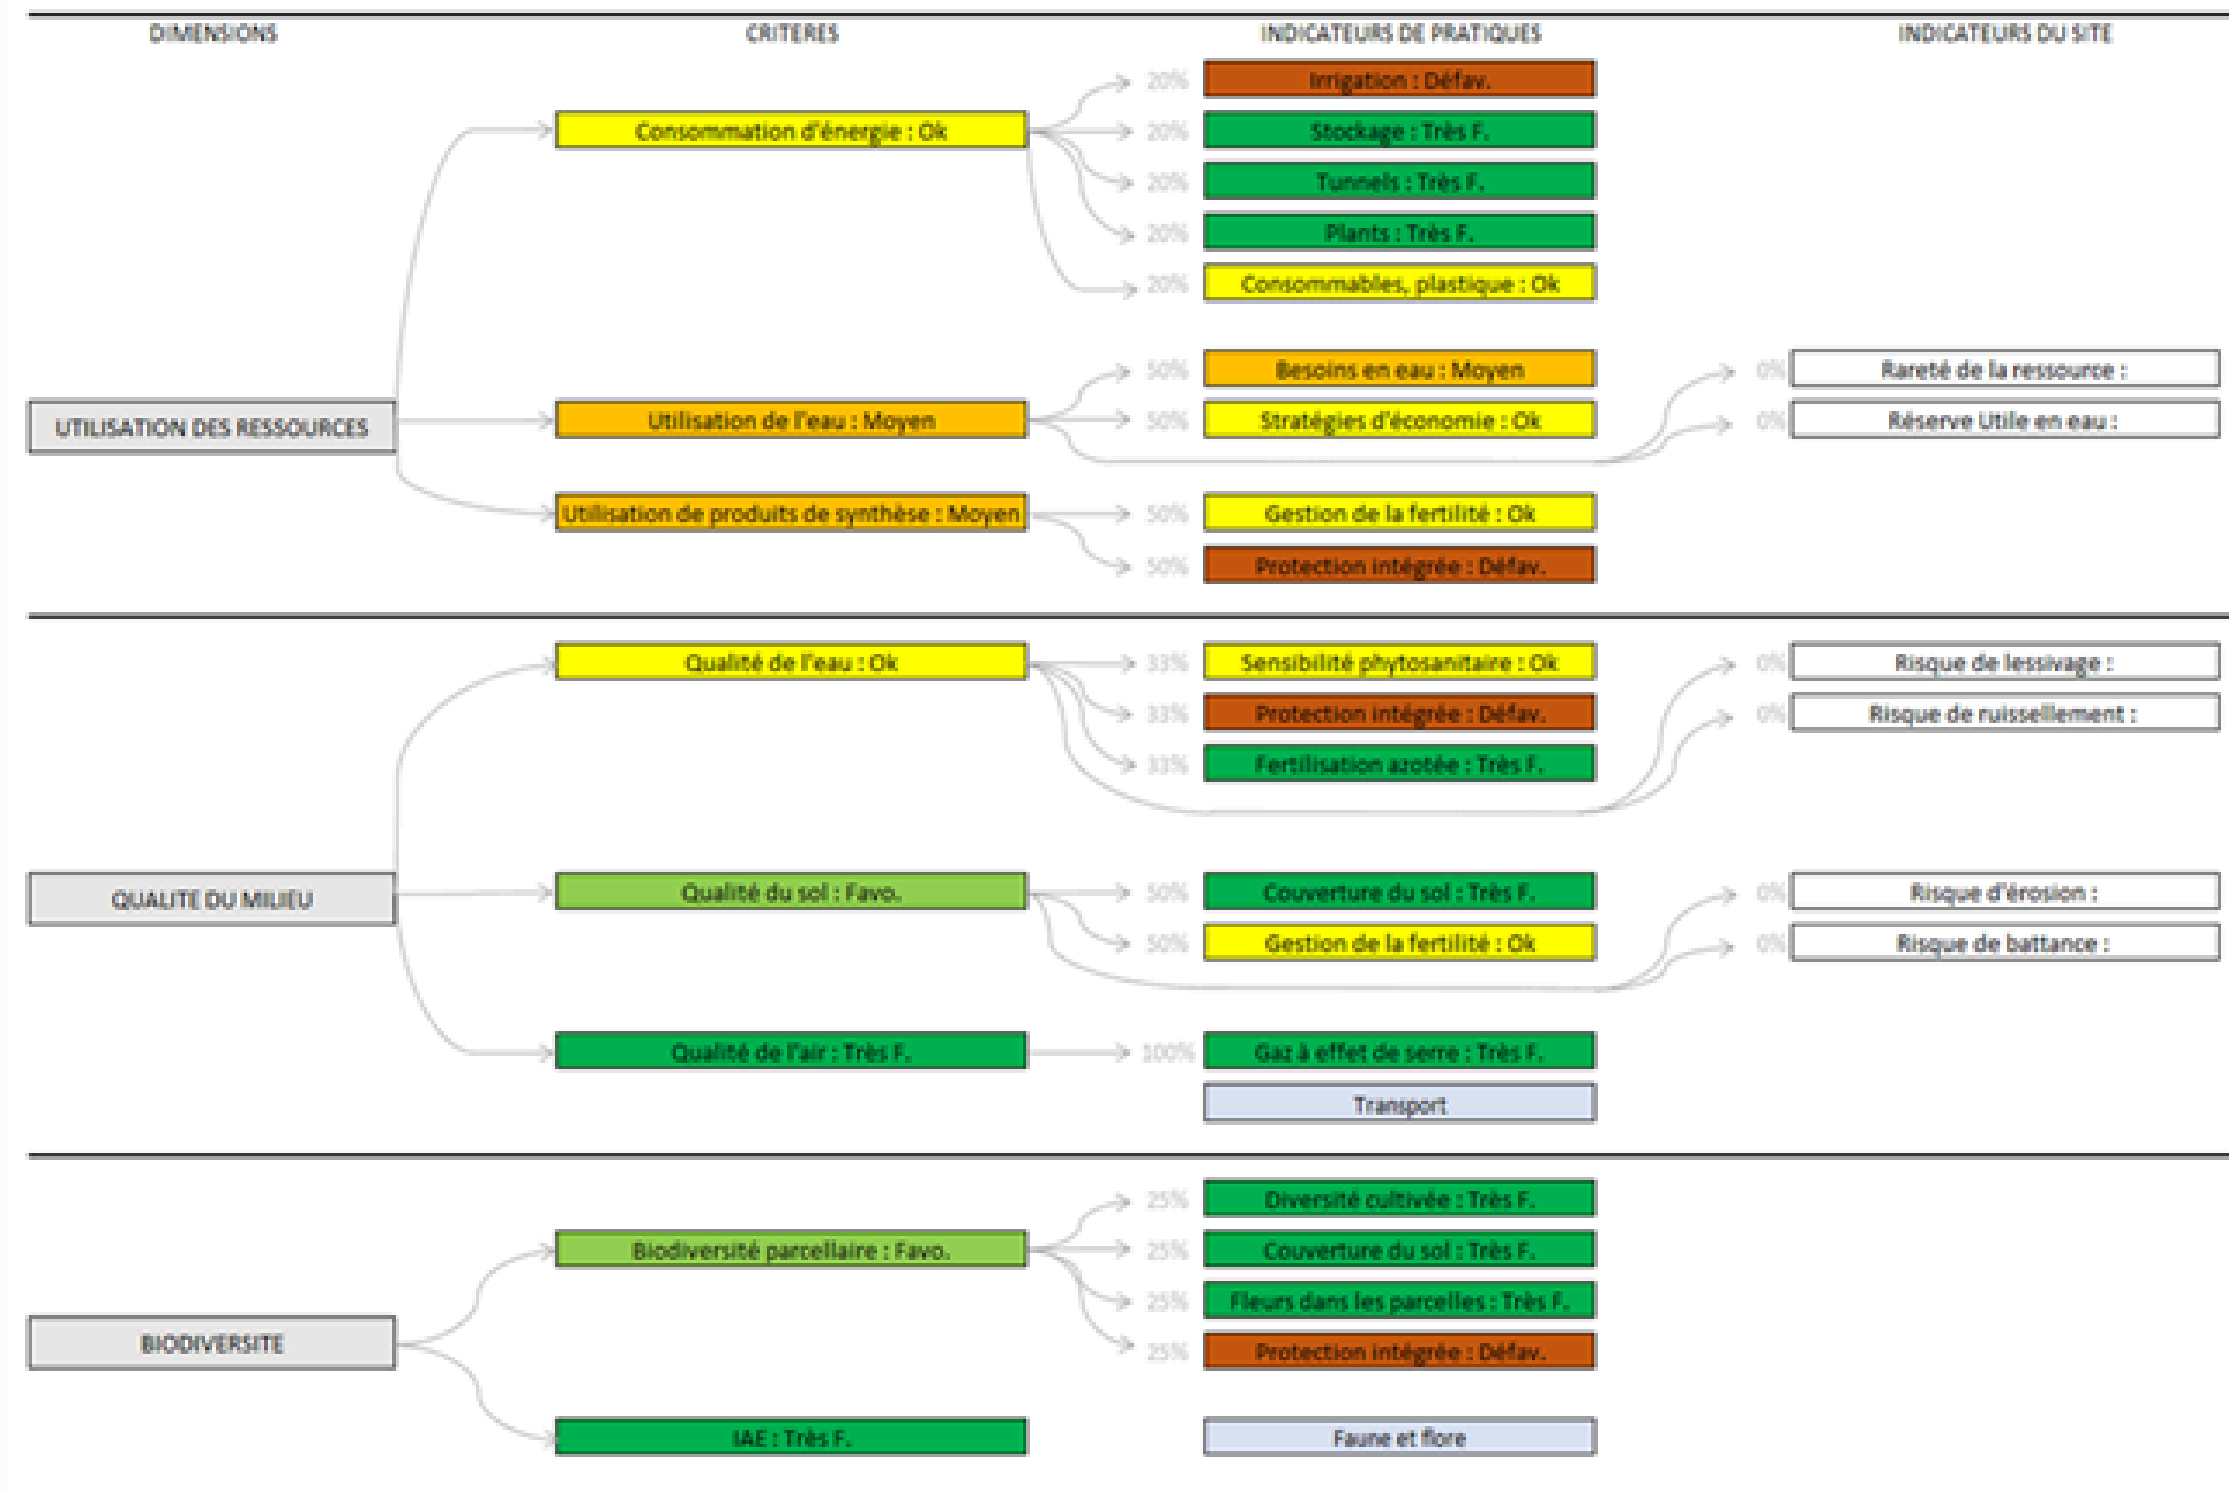 DIMENSIONS
CRITERES
INDICATEURS DE PRATIQUES
INDICATEURS DU SITE
20%
Irrigation : Défav.
Consommation d'énergie : Ok
20%
Stockage : Très F.
20%
Tunnels : Très F.
20%
Plants : Très F.
20%
Consommables, plastique : Ok
50%
Besoins en eau : Moyen
0%
Rareté de la ressource :
UTILISATION DES RESSOURCES
Utilisation de l'eau : Moyen
50%
Stratégies d'économie : Ok
0%
Réserve Utile en eau :
Utilisation de produits de synthèse : Moyen
50%
Gestion de la fertilité : Ok
50%
Protection intégrée : Défav.
Qualité de l'eau : Ok
33%
Sensibilité phytosanitaire : Ok
0%
Risque de lessivage :
33%
Protection intégrée : Défav.
0%
Risque de ruissellement :
33%
Fertilisation azotée : Très F.
QUALITE DU MILIEU
Qualité du sol : Favo.
50%
Couverture du sol : Très F.
0%
Risque d'érosion :
50%
Gestion de la fertilité : Ok
0%
Risque de battance :
Qualité de l'air : Très F.
100%
Gaz à effet de serre : Très F.
Transport
25%
Diversité cultivée : Très F.
Biodiversité parcellaire : Favo.
25%
Couverture du sol : Très F.
25%
Fleurs dans les parcelles : Très F.
BIODIVERSITE
25%
Protection intégrée : Défav.
IAE : Très F.
Faune et flore